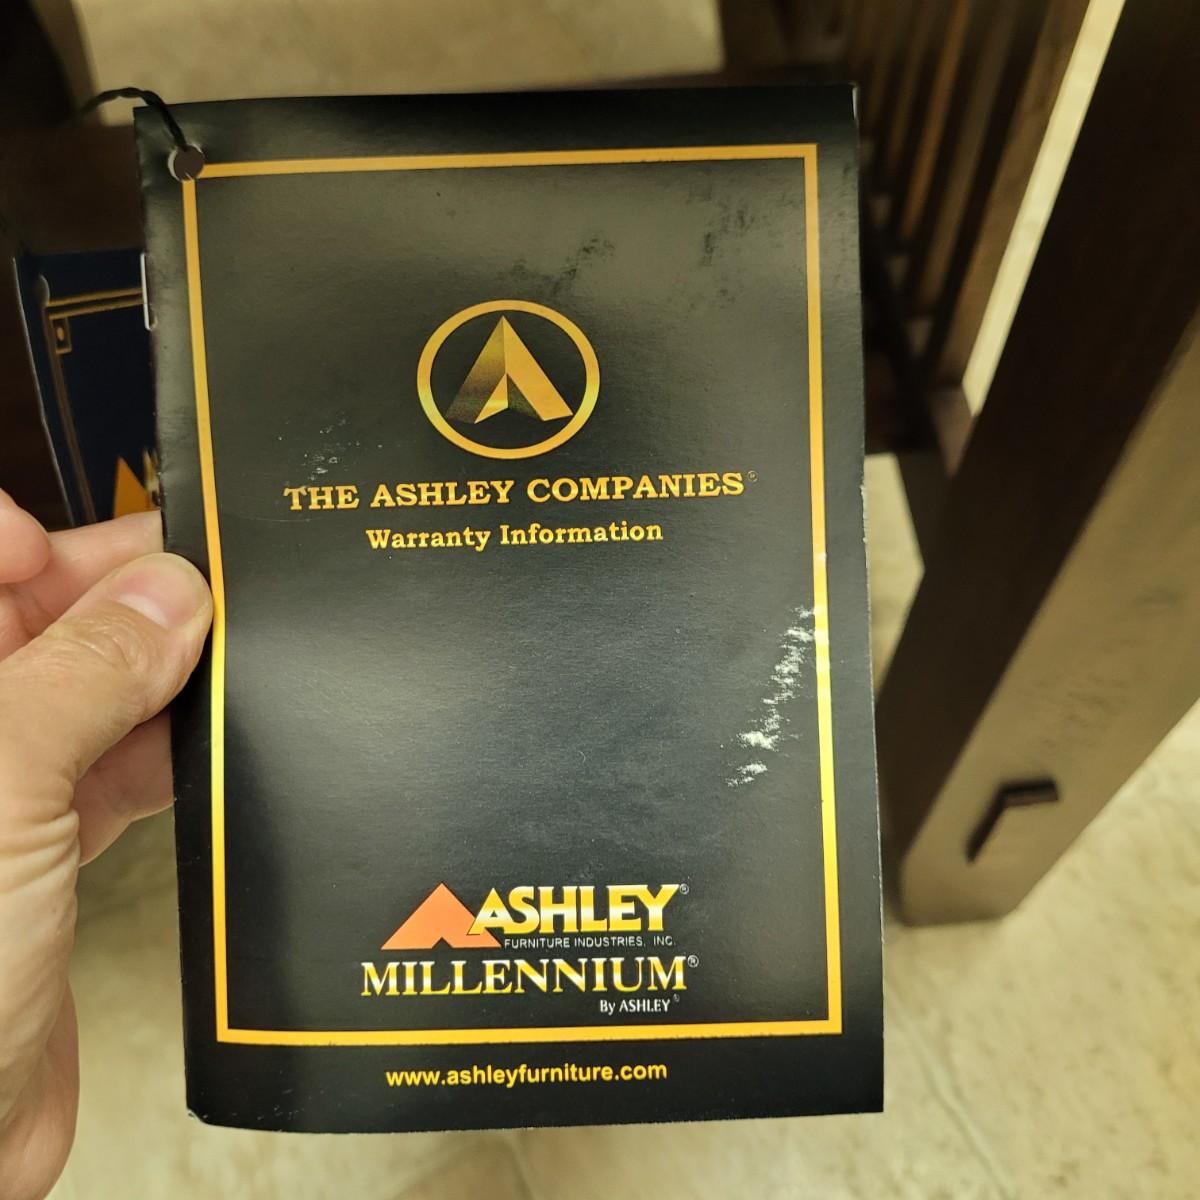 THE ASHLEY COMPANIES®
Warranty Information
ASHLEY®
FURNITURE INDUSTRIES, INC.
MILLENNIUM®
By ASHLEY®
www.ashleyfurniture.com